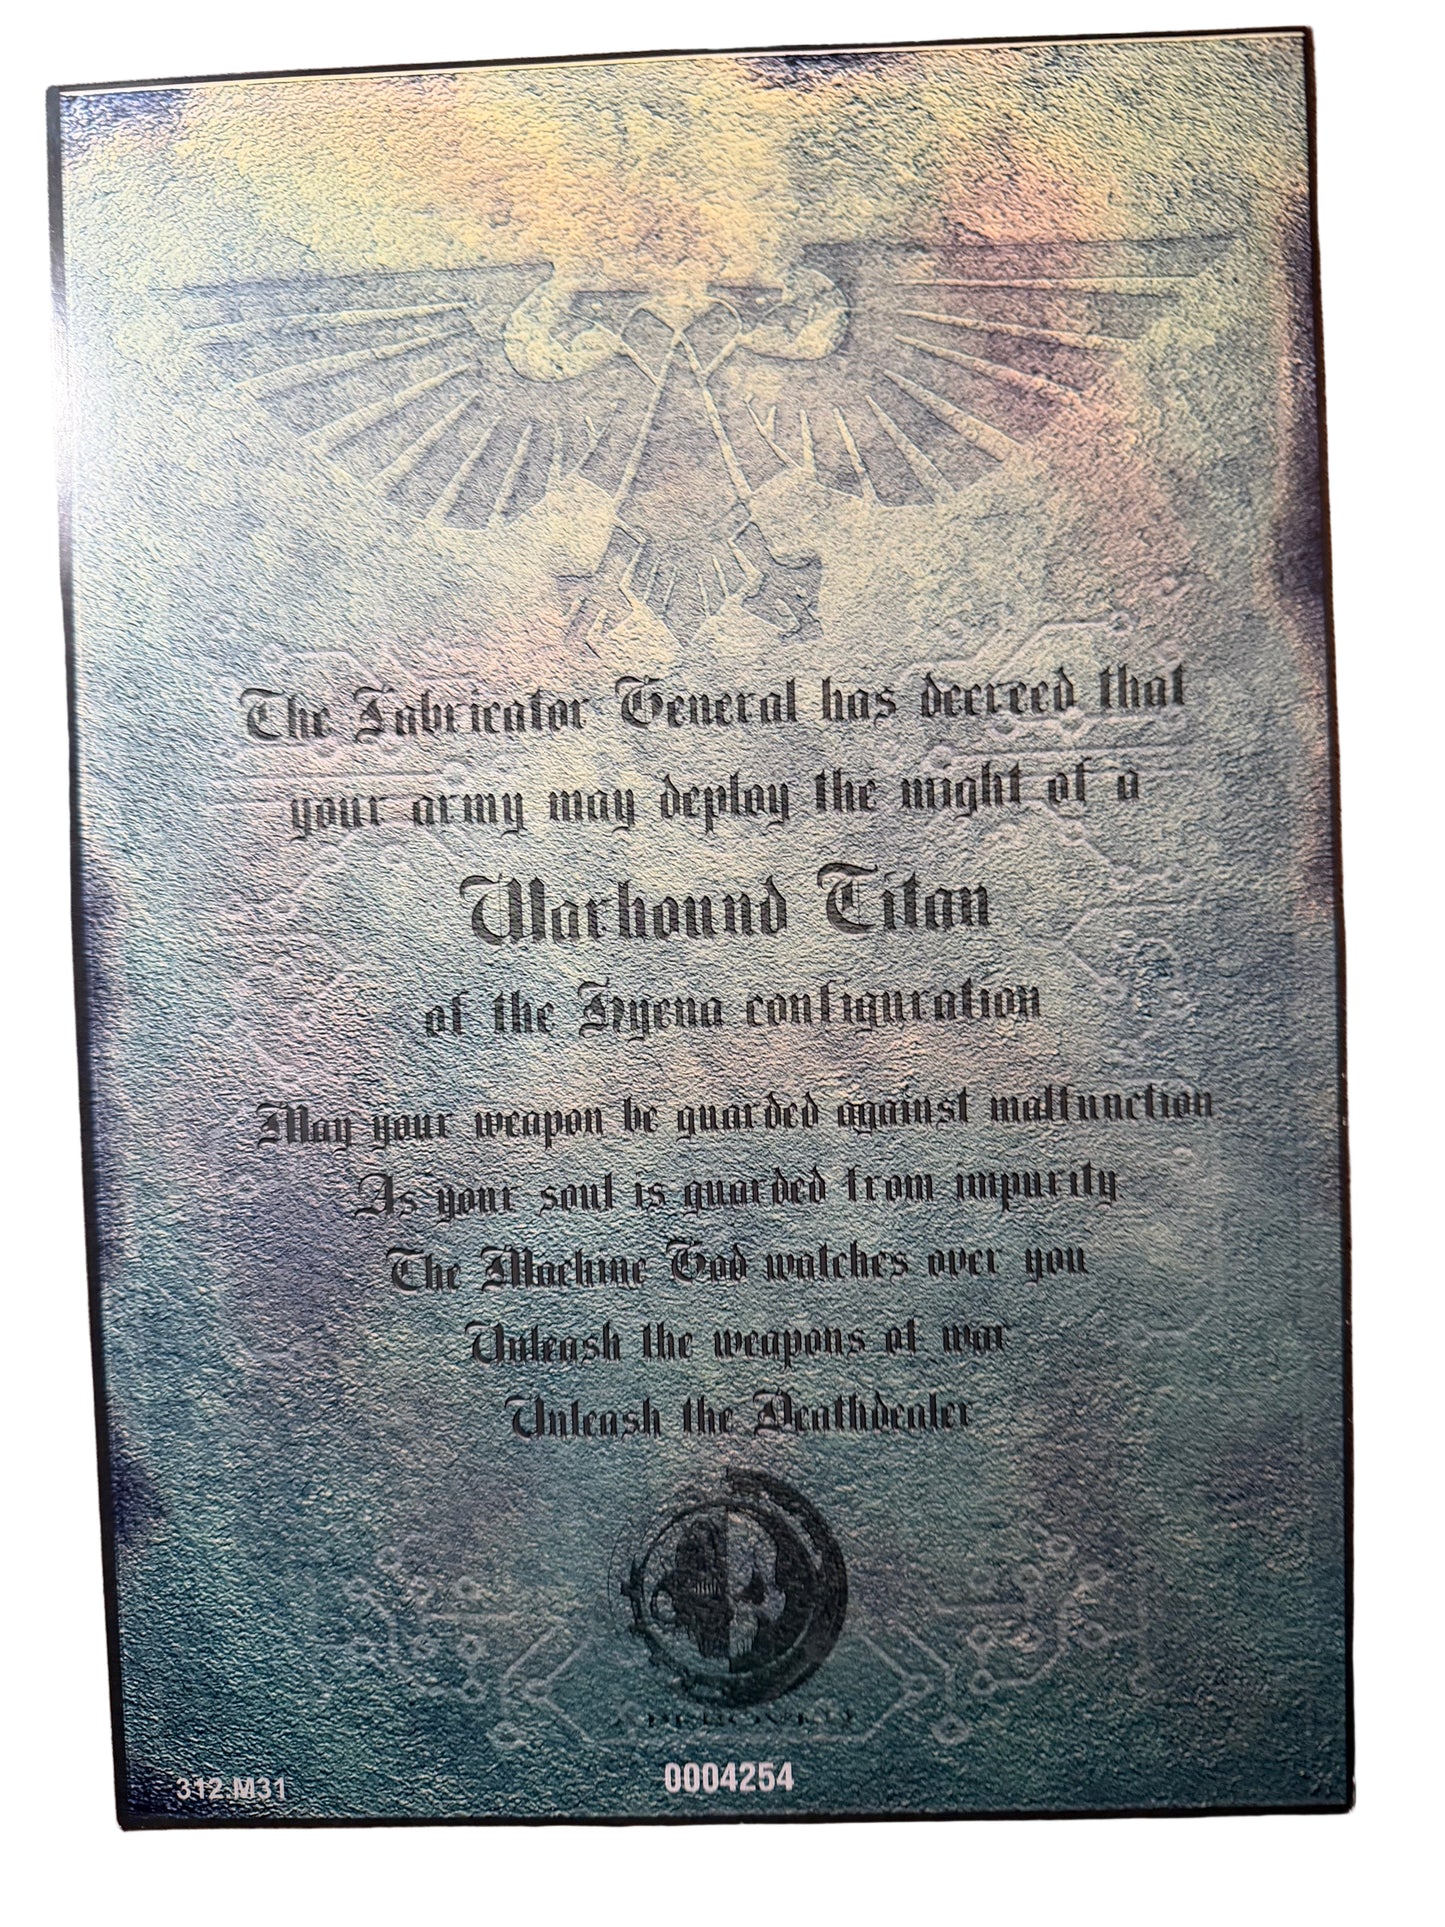 The Fabricator General has decreed that
your army may deploy the might of a
Warhound Titan
of the Hyena configuration
May your weapon be guarded against malfunction
As your soul is guarded from impurity
The Machine God watches over you
Unleash the weapons of war
Unleash the Deathdealer
APPROVED
312.M31
0004254